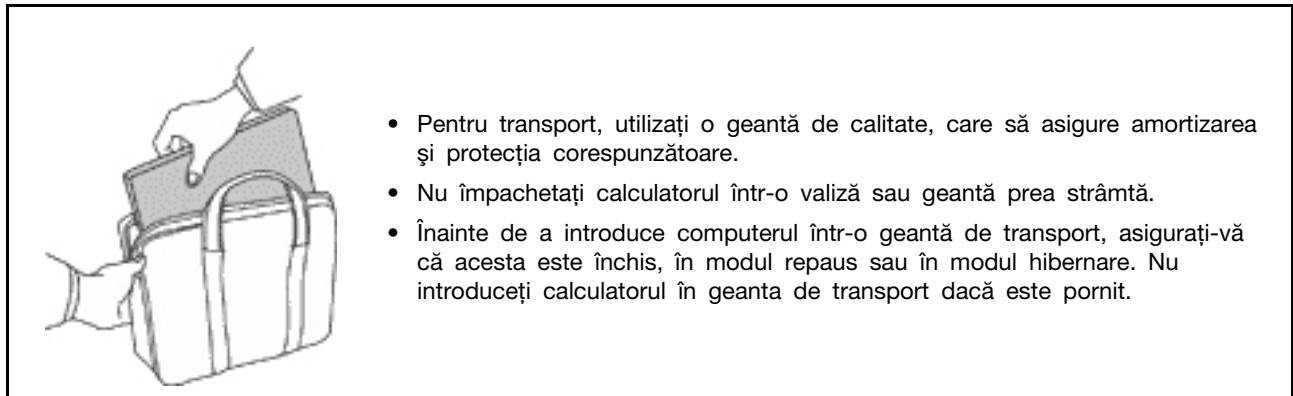 • Pentru transport, utilizați o geantă de calitate, care să asigure amortizarea
și protecția corespunzătoare.
• Nu împachetați calculatorul într-o valiză sau geantă prea strâmtă.
• Înainte de a introduce computerul într-o geantă de transport, asigurați-vă
că acesta este închis, în modul repaus sau în modul hibernare. Nu
introduceți calculatorul în geanta de transport dacă este pornit.